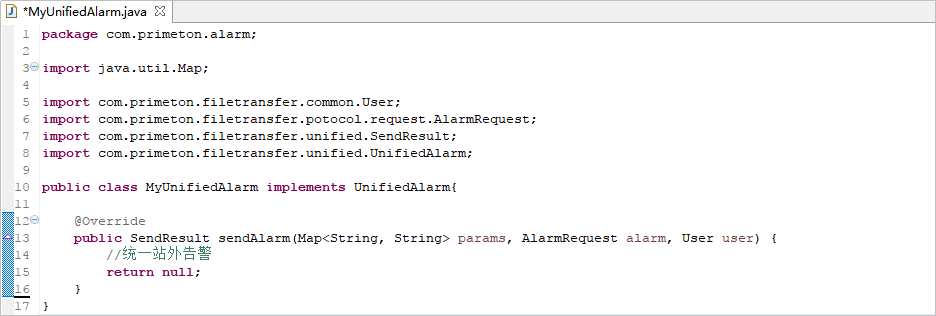 *MyUnifiedAlarm.java
1 package com.primeton.alarm;
2
3 import java.util.Map;
4
5 import com.primeton.filetransfer.common.User;
6 import com.primeton.filetransfer.potocol.request.AlarmRequest;
7 import com.primeton.filetransfer.unified.SendResult;
8 import com.primeton.filetransfer.unified.UnifiedAlarm;
9
10 public class MyUnifiedAlarm implements UnifiedAlarm{
11
12     @Override
13     public SendResult sendAlarm(Map<String, String> params, AlarmRequest alarm, User user) {
14         //统一站外告警
15         return null;
16     }
17 }